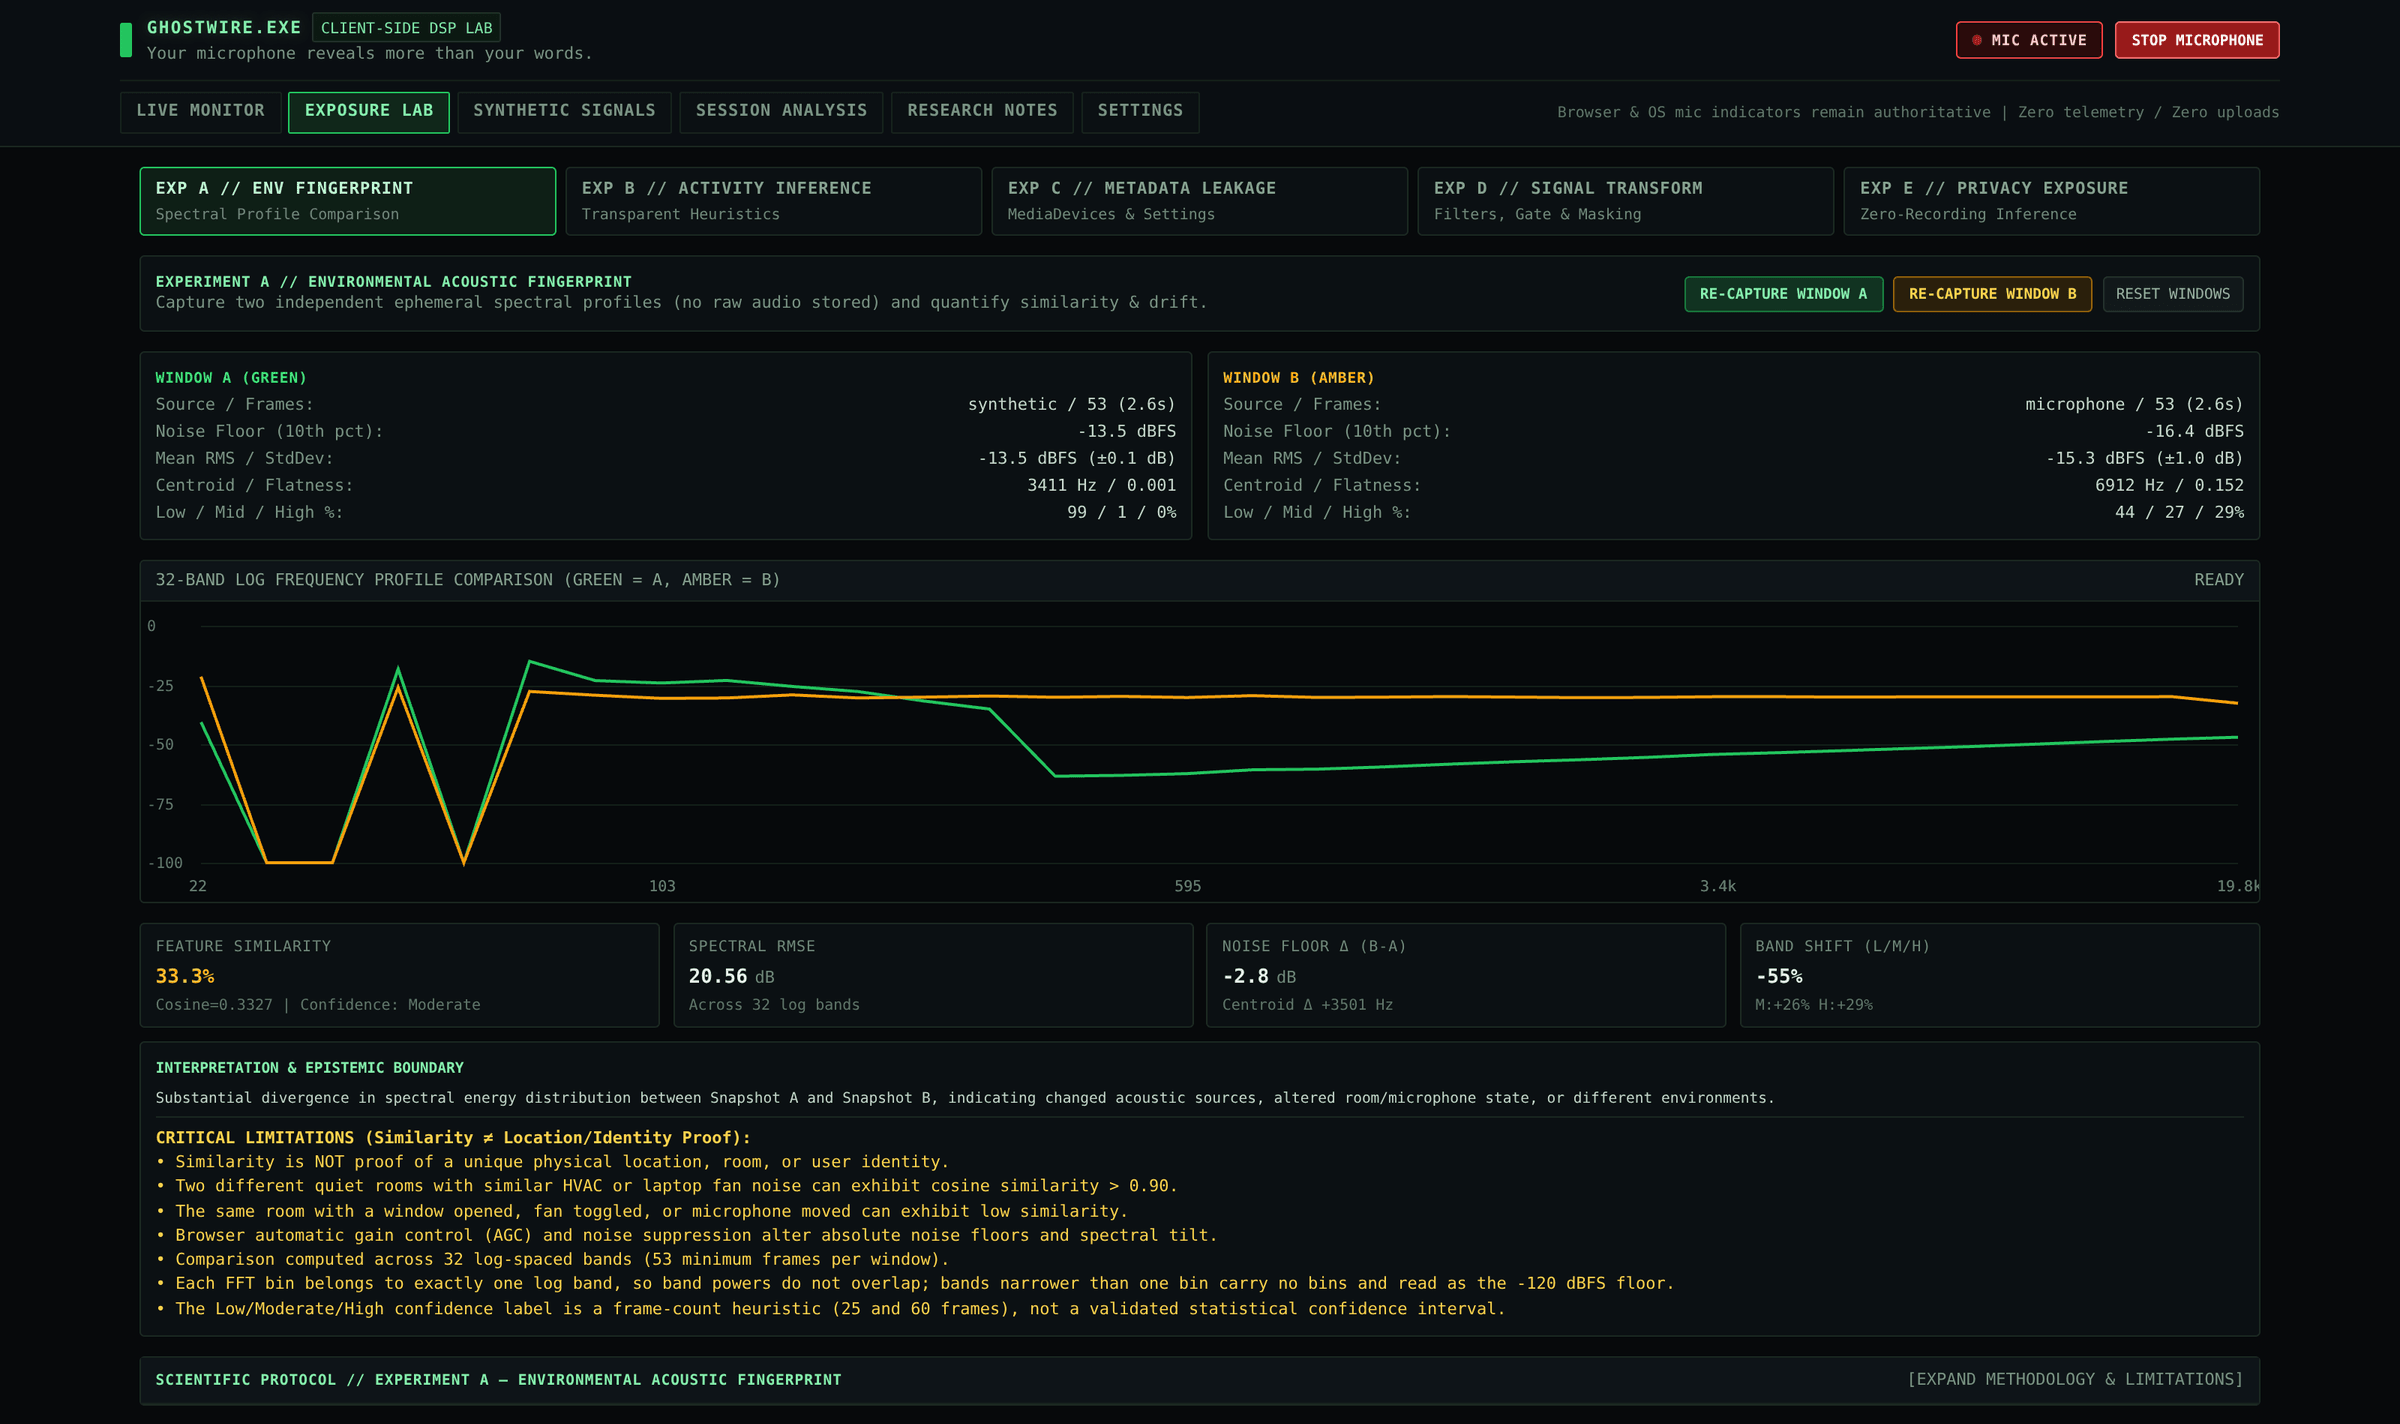 GHOSTWIRE.EXE CLIENT-SIDE DSP LAB
Your microphone reveals more than your words.
MIC ACTIVE STOP MICROPHONE
LIVE MONITOR EXPOSURE LAB SYNTHETIC SIGNALS SESSION ANALYSIS RESEARCH NOTES SETTINGS
Browser & OS mic indicators remain authoritative | Zero telemetry / Zero uploads
EXP A // ENV FINGERPRINT
Spectral Profile Comparison
EXP B // ACTIVITY INFERENCE
Transparent Heuristics
EXP C // METADATA LEAKAGE
MediaDevices & Settings
EXP D // SIGNAL TRANSFORM
Filters, Gate & Masking
EXP E // PRIVACY EXPOSURE
Zero-Recording Inference
EXPERIMENT A // ENVIRONMENTAL ACOUSTIC FINGERPRINT
Capture two independent ephemeral spectral profiles (no raw audio stored) and quantify similarity & drift.
RE-CAPTURE WINDOW A RE-CAPTURE WINDOW B RESET WINDOWS
WINDOW A (GREEN)
Source / Frames: synthetic / 53 (2.6s)
Noise Floor (10th pct): -13.5 dBFS
Mean RMS / StdDev: -13.5 dBFS (±0.1 dB)
Centroid / Flatness: 3411 Hz / 0.001
Low / Mid / High %: 99 / 1 / 0%
WINDOW B (AMBER)
Source / Frames: microphone / 53 (2.6s)
Noise Floor (10th pct): -16.4 dBFS
Mean RMS / StdDev: -15.3 dBFS (±1.0 dB)
Centroid / Flatness: 6912 Hz / 0.152
Low / Mid / High %: 44 / 27 / 29%
32-BAND LOG FREQUENCY PROFILE COMPARISON (GREEN = A, AMBER = B) READY
0
-25
-50
-75
-100
22 103 595 3.4k 19.8k
FEATURE SIMILARITY
33.3%
Cosine=0.3327 | Confidence: Moderate
SPECTRAL RMSE
20.56 dB
Across 32 log bands
NOISE FLOOR Δ (B-A)
-2.8 dB
Centroid Δ +3501 Hz
BAND SHIFT (L/M/H)
-55%
M:+26% H:+29%
INTERPRETATION & EPISTEMIC BOUNDARY
Substantial divergence in spectral energy distribution between Snapshot A and Snapshot B, indicating changed acoustic sources, altered room/microphone state, or different environments.
CRITICAL LIMITATIONS (Similarity ≠ Location/Identity Proof):
• Similarity is NOT proof of a unique physical location, room, or user identity.
• Two different quiet rooms with similar HVAC or laptop fan noise can exhibit cosine similarity > 0.90.
• The same room with a window opened, fan toggled, or microphone moved can exhibit low similarity.
• Browser automatic gain control (AGC) and noise suppression alter absolute noise floors and spectral tilt.
• Comparison computed across 32 log-spaced bands (53 minimum frames per window).
• Each FFT bin belongs to exactly one log band, so band powers do not overlap; bands narrower than one bin carry no bins and read as the -120 dBFS floor.
• The Low/Moderate/High confidence label is a frame-count heuristic (25 and 60 frames), not a validated statistical confidence interval.
SCIENTIFIC PROTOCOL // EXPERIMENT A — ENVIRONMENTAL ACOUSTIC FINGERPRINT [EXPAND METHODOLOGY & LIMITATIONS]